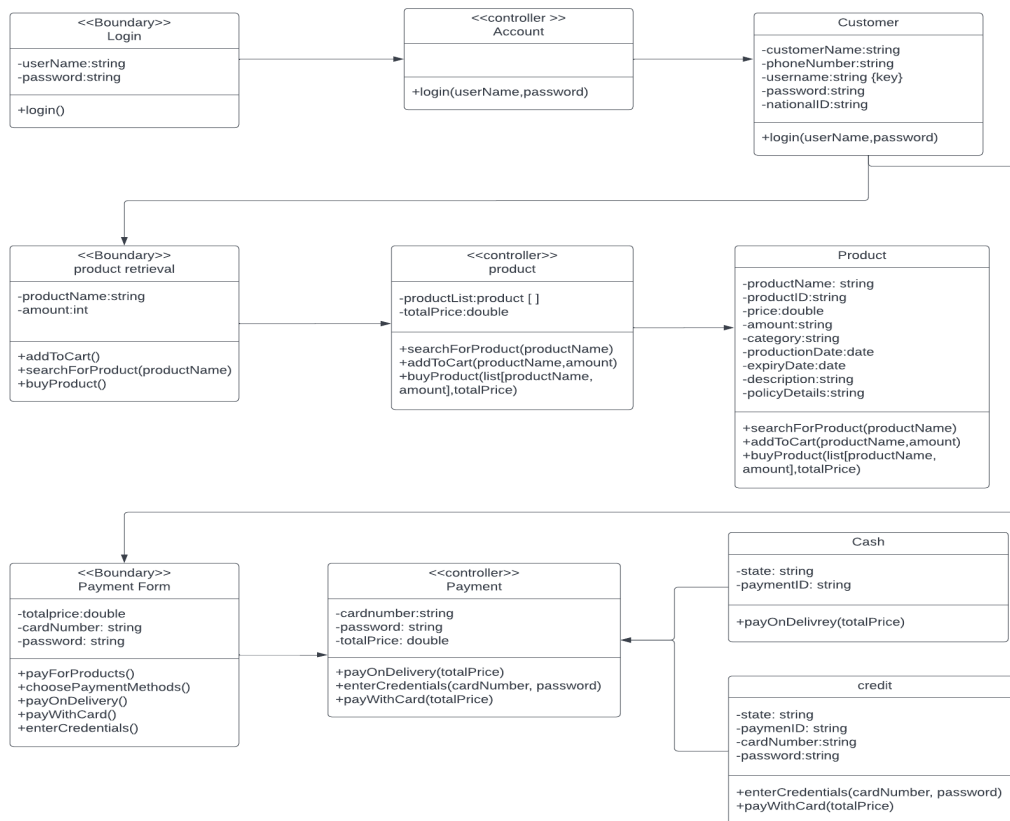 <<Boundary>>
Login
-userName:string
-password:string
+login()
<<controller >>
Account
+login(userName,password)
Customer
-customerName:string
-phoneNumber:string
-username:string {key}
-password:string
-nationalID:string
+login(userName,password)
<<Boundary>>
product retrieval
-productName:string
-amount:int
+addToCart()
+searchForProduct(productName)
+buyProduct()
<<controller>>
product
-productList:product [ ]
-totalPrice:double
+searchForProduct(productName)
+addToCart(productName,amount)
+buyProduct(list[productName,
amount],totalPrice)
Product
-productName: string
-productID:string
-price:double
-amount:string
-category:string
-productionDate:date
-expiryDate:date
-description:string
-policyDetails:string
+searchForProduct(productName)
+addToCart(productName,amount)
+buyProduct(list[productName,
amount],totalPrice)
<<Boundary>>
Payment Form
-totalprice:double
-cardNumber: string
-password: string
+payForProducts()
+choosePaymentMethods()
+payOnDelivery()
+payWithCard()
+enterCredentials()
<<controller>>
Payment
-cardnumber:string
-password: string
-totalPrice: double
+payOnDelivery(totalPrice)
+enterCredentials(cardNumber, password)
+payWithCard(totalPrice)
Cash
-state: string
-paymentID: string
+payOnDelivrey(totalPrice)
credit
-state: string
-paymenID: string
-cardNumber:string
-password:string
+enterCredentials(cardNumber, password)
+payWithCard(totalPrice)